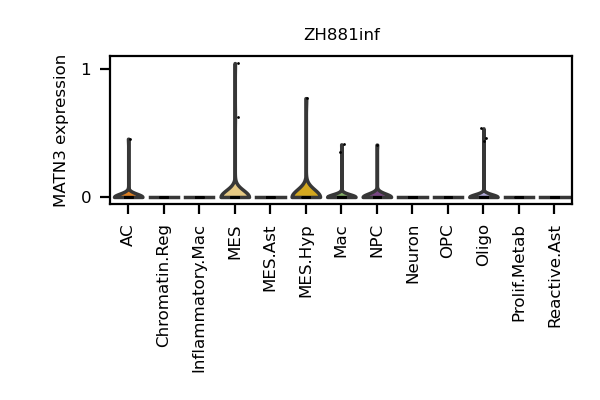 ZH881inf
MATN3 expression
1
0
AC
Chromatin.Reg
Inflammatory.Mac
MES
MES.Ast
MES.Hyp
Mac
NPC
Neuron
OPC
Oligo
Prolif.Metab
Reactive.Ast